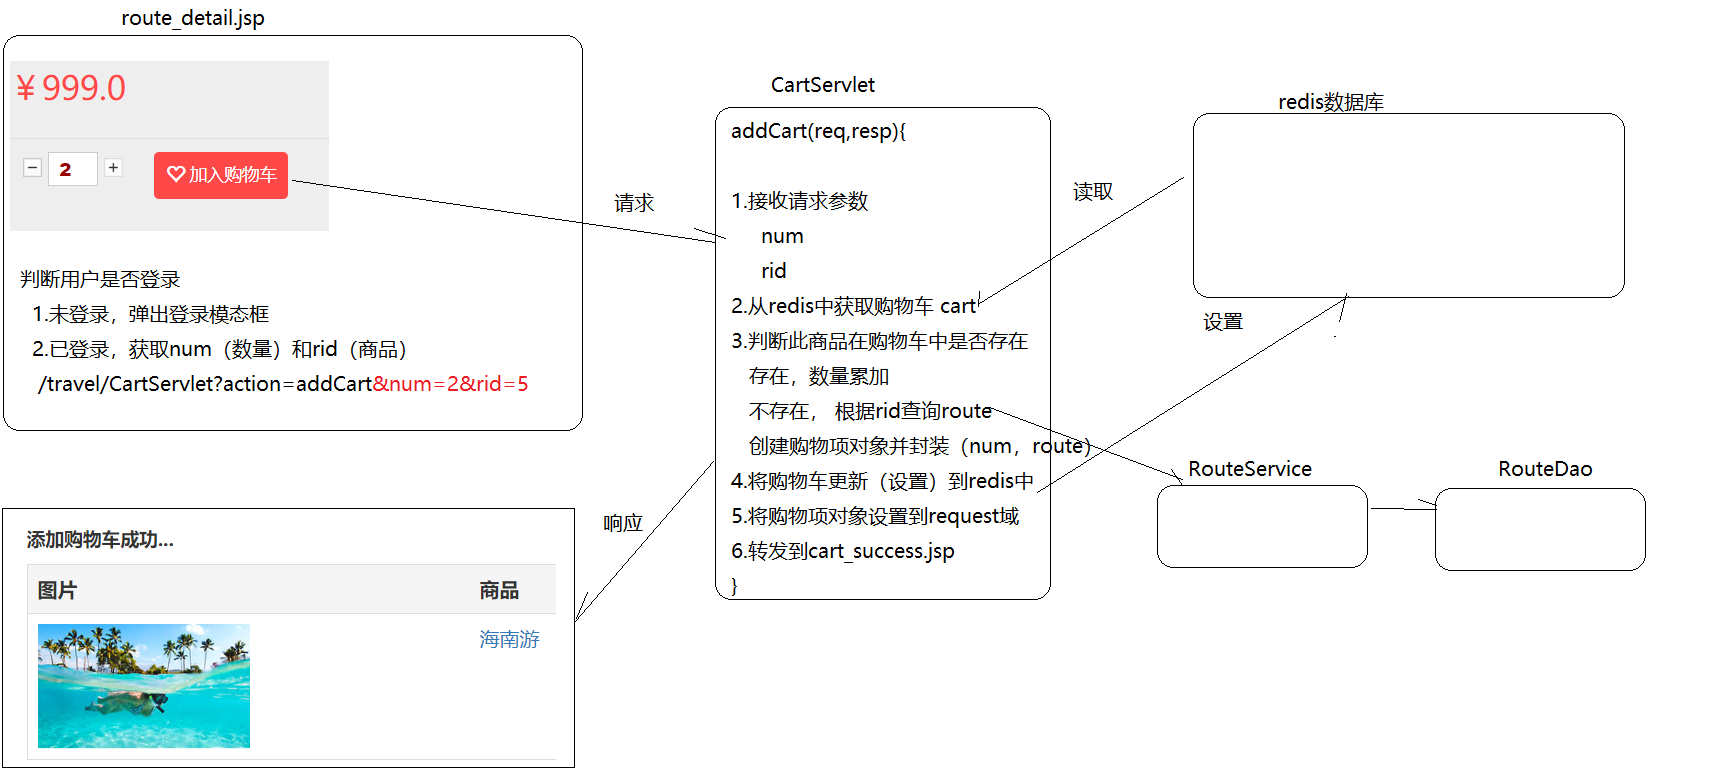 route_detail.jsp
¥ 999.0
− 2 +
加入购物车
判断用户是否登录
1.未登录，弹出登录模态框
2.已登录，获取num（数量）和rid（商品）
/travel/CartServlet?action=addCart&num=2&rid=5
请求
CartServlet
addCart(req,resp){
1.接收请求参数
num
rid
2.从redis中获取购物车 cart
3.判断此商品在购物车中是否存在
存在，数量累加
不存在， 根据rid查询route
创建购物项对象并封装（num，route）
4.将购物车更新（设置）到redis中
5.将购物项对象设置到request域
6.转发到cart_success.jsp
}
读取
redis数据库
设置
RouteService
RouteDao
响应
添加购物车成功...
图片 商品
海南游